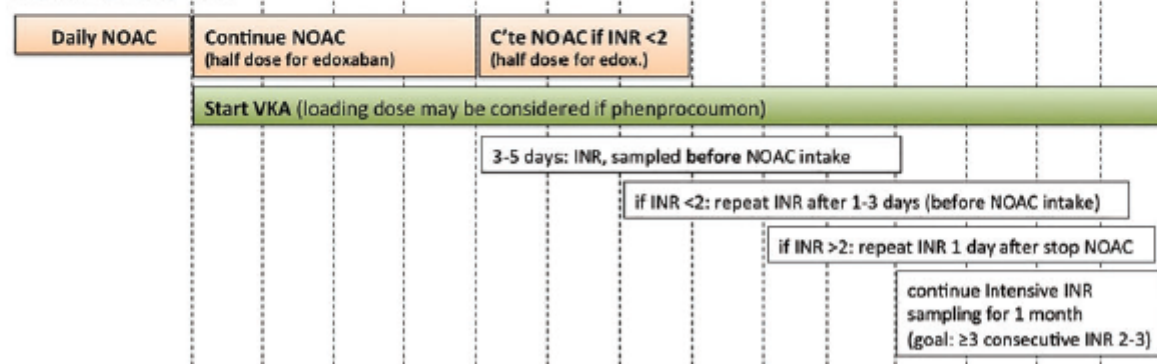 Daily NOAC
Continue NOAC
(half dose for edoxaban)
C'te NOAC if INR <2
(half dose for edox.)
Start VKA (loading dose may be considered if phenprocoumon)
3-5 days: INR, sampled before NOAC intake
if INR <2: repeat INR after 1-3 days (before NOAC intake)
if INR >2: repeat INR 1 day after stop NOAC
continue Intensive INR
sampling for 1 month
(goal: ≥3 consecutive INR 2-3)